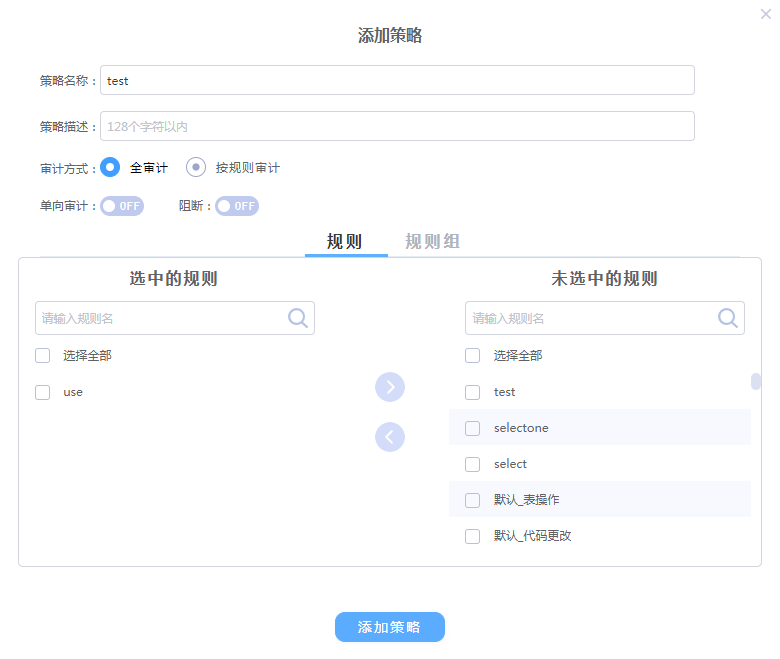 添加策略
策略名称： test
策略描述： 128个字符以内
审计方式： 全审计 按规则审计
单向审计： OFF 阻断： OFF
规则 规则组
选中的规则 未选中的规则
请输入规则名 请输入规则名
选择全部 选择全部
use test
selectone
select
默认_表操作
默认_代码更改
添加策略